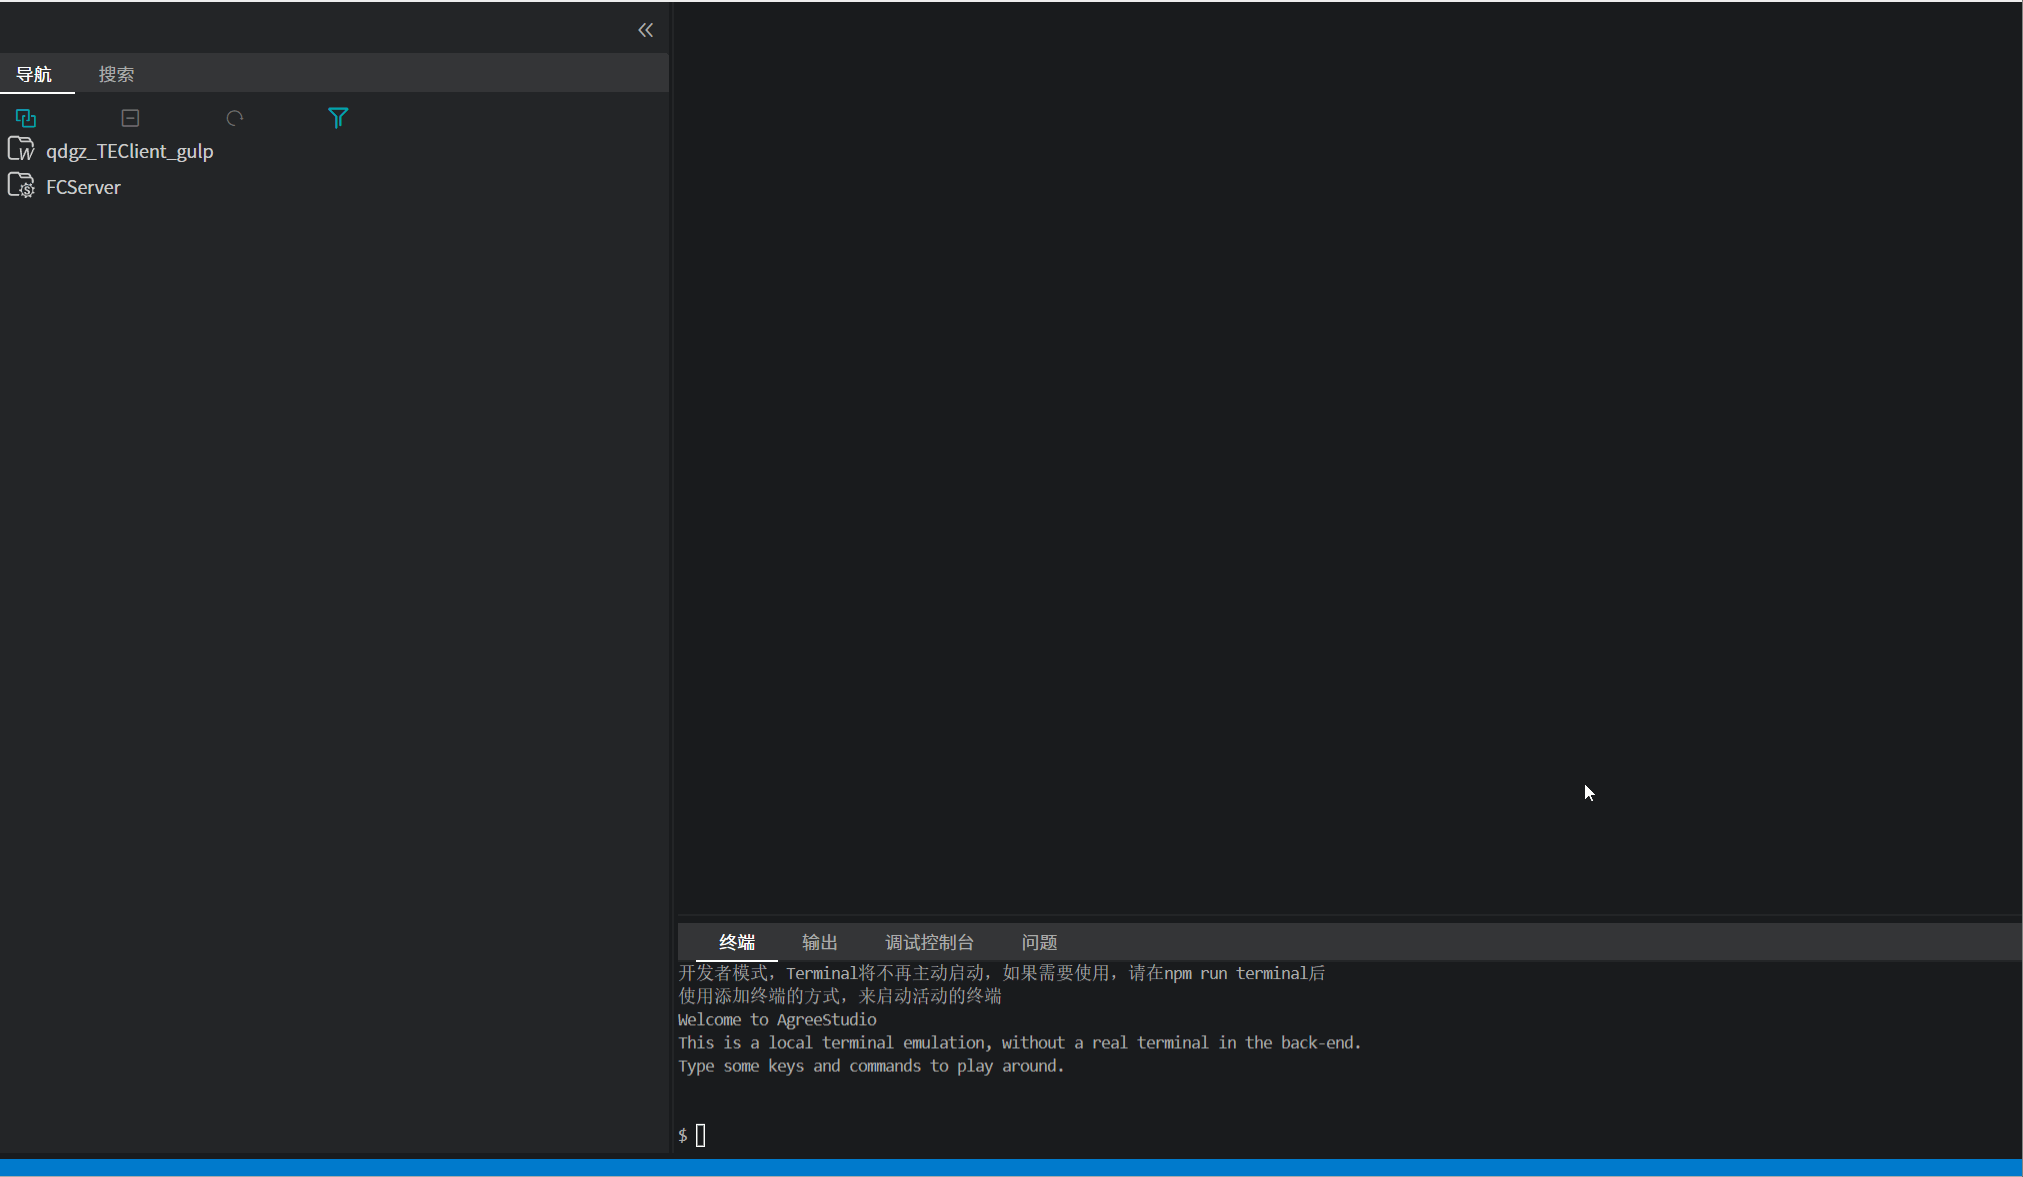 导航 搜索
qdgz_TEClient_gulp
FCServer
终端 输出 调试控制台 问题
开发者模式，Terminal将不再主动启动，如果需要使用，请在npm run terminal后
使用添加终端的方式，来启动活动的终端
Welcome to AgreeStudio
This is a local terminal emulation, without a real terminal in the back-end.
Type some keys and commands to play around.
$